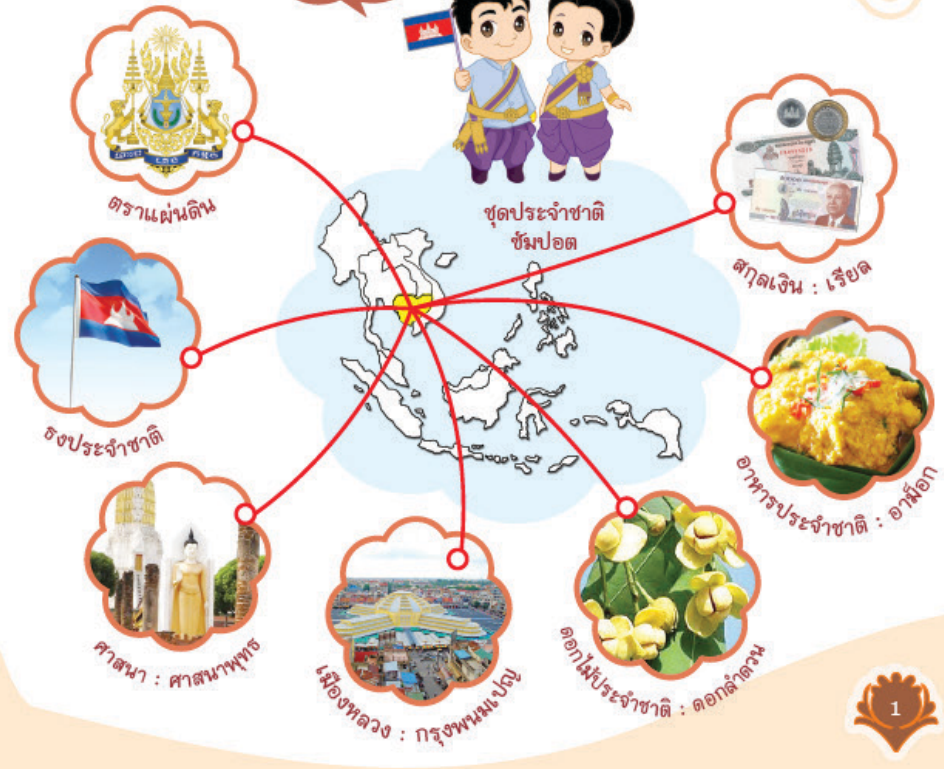 ตราแผ่นดิน
ชุดประจำชาติ
ซัมปอต
สกุลเงิน : เรียล
ธงประจำชาติ
อาหารประจำชาติ : อาม็อก
ศาสนา : ศาสนาพุทธ
เมืองหลวง : กรุงพนมเปญ
ดอกไม้ประจำชาติ : ดอกลำดวน
1